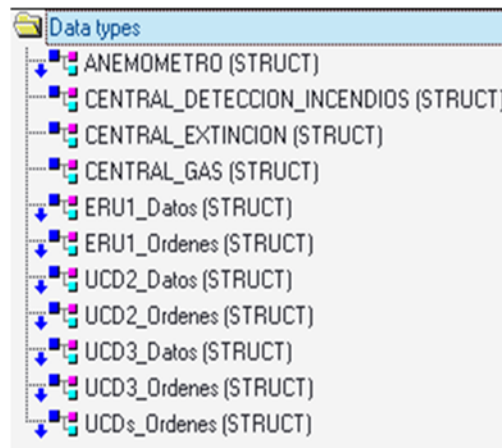 Data types
ANEMOMETRO (STRUCT)
CENTRAL_DETECCION_INCENDIOS (STRUCT)
CENTRAL_EXTINCION (STRUCT)
CENTRAL_GAS (STRUCT)
ERU1_Datos (STRUCT)
ERU1_Ordenes (STRUCT)
UCD2_Datos (STRUCT)
UCD2_Ordenes (STRUCT)
UCD3_Datos (STRUCT)
UCD3_Ordenes (STRUCT)
UCDs_Ordenes (STRUCT)